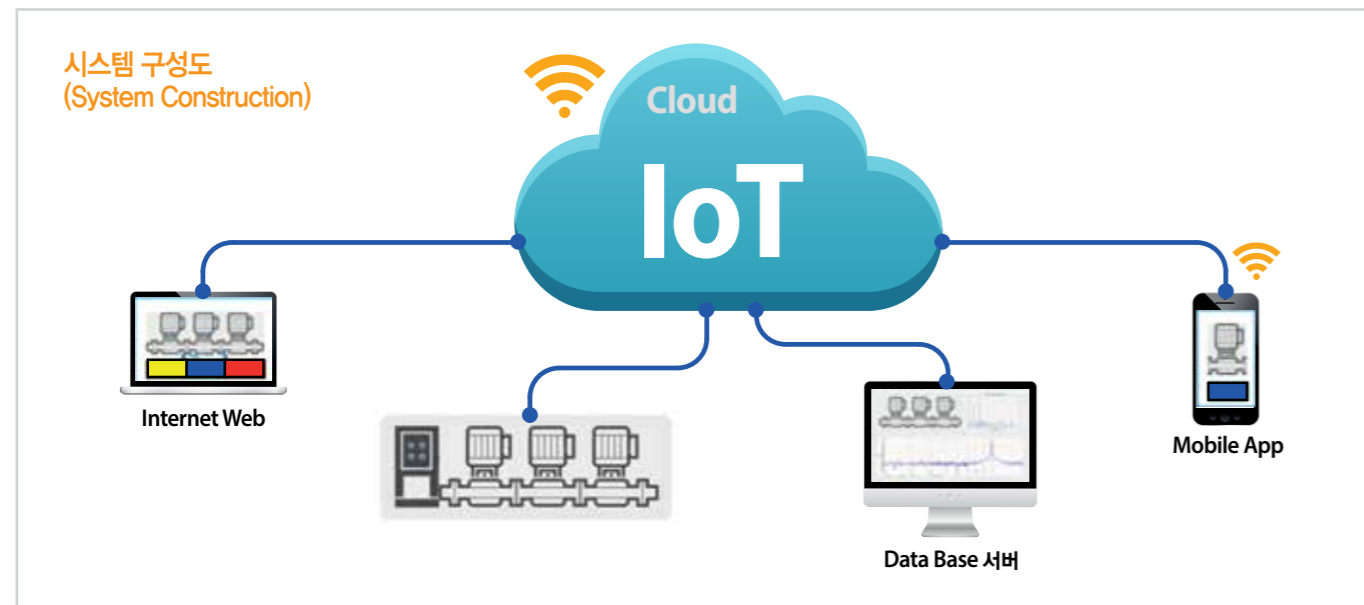 시스템 구성도
(System Construction)
Cloud
IoT
Internet Web
Mobile App
Data Base 서버